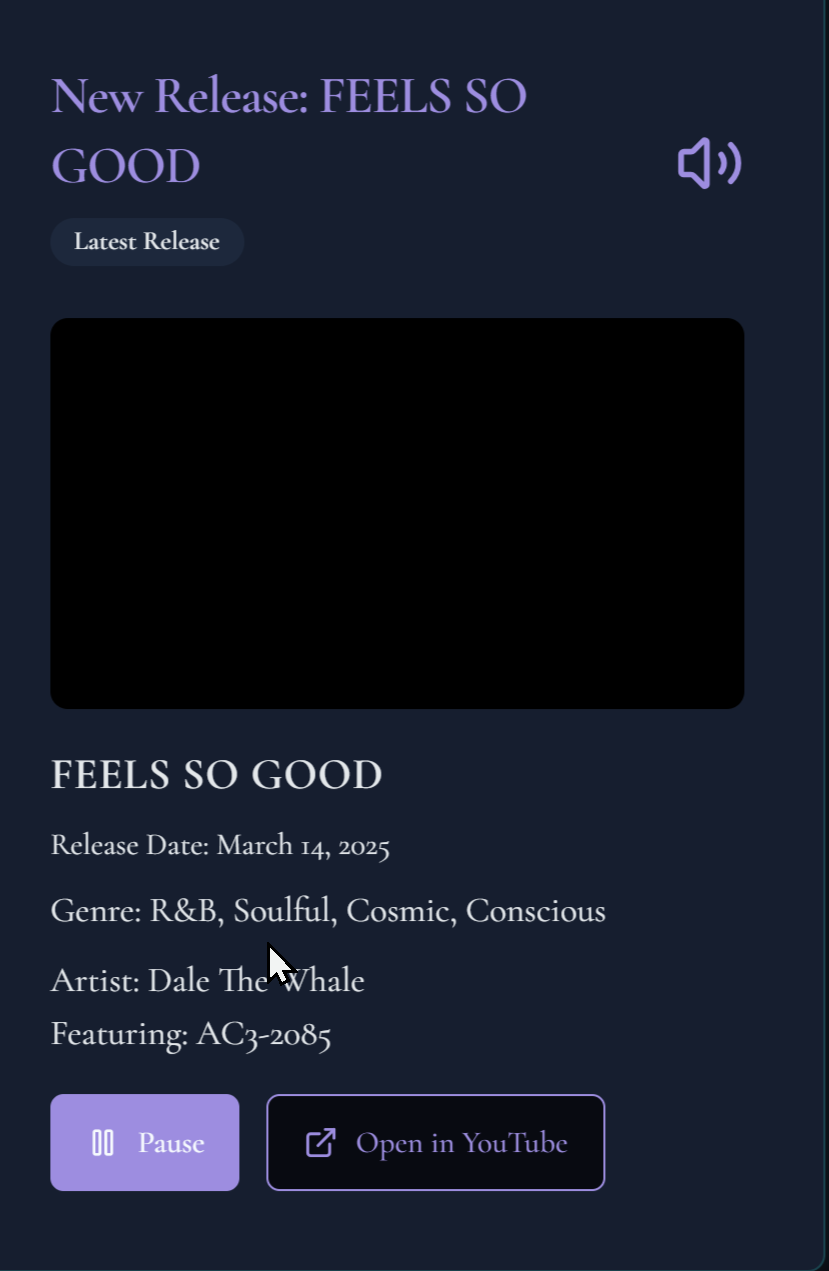 New Release: FEELS SO
GOOD
Latest Release
FEELS SO GOOD
Release Date: March 14, 2025
Genre: R&B, Soulful, Cosmic, Conscious
Artist: Dale The Whale
Featuring: AC3-2085
Pause
Open in YouTube